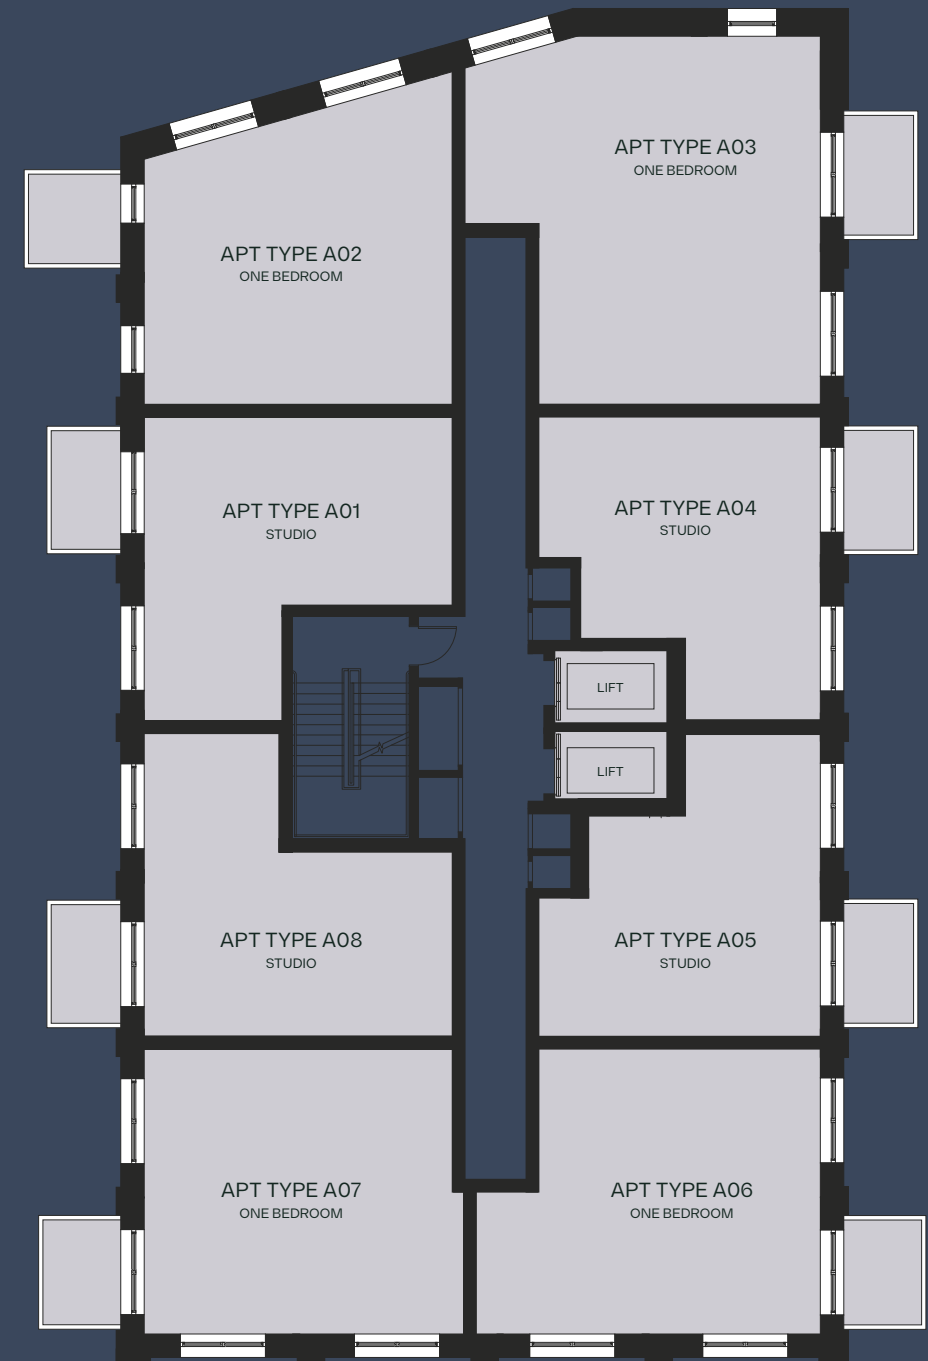 APT TYPE A03
ONE BEDROOM
APT TYPE A02
ONE BEDROOM
APT TYPE A01
STUDIO
APT TYPE A04
STUDIO
LIFT
LIFT
APT TYPE A08
STUDIO
APT TYPE A05
STUDIO
APT TYPE A07
ONE BEDROOM
APT TYPE A06
ONE BEDROOM